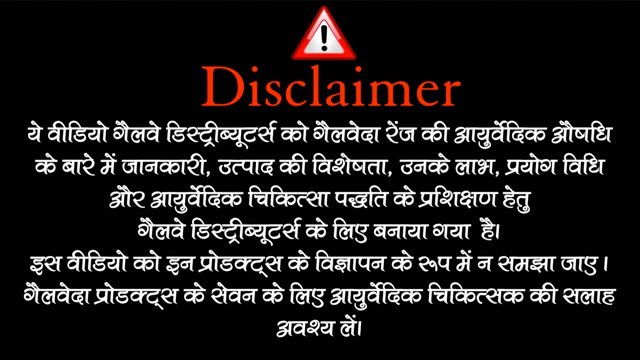 Disclaimer
ये वीडियो गैलवे डिस्ट्रीब्यूटर्स को गैलवेदा रेंज की आयुर्वेदिक औषधि
के बारे में जानकारी, उत्पाद की विशेषता, उनके लाभ, प्रयोग विधि
और आयुर्वेदिक चिकित्सा पद्धति के प्रशिक्षण हेतु
गैलवे डिस्ट्रीब्यूटर्स के लिए बनाया गया है।
इस वीडियो को इन प्रोडक्ट्स के विज्ञापन के रूप में न समझा जाए ।
गैलवेदा प्रोडक्ट्स के सेवन के लिए आयुर्वेदिक चिकित्सक की सलाह
अवश्य लें।